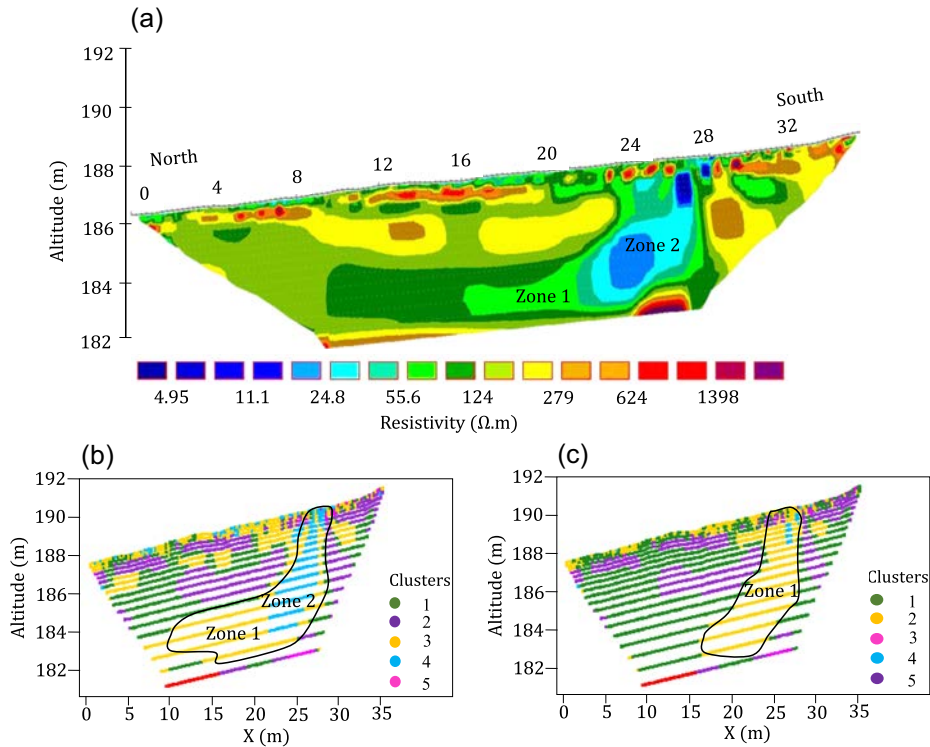 (a)
192
190
188
186
184
182
Altitude (m)
North
South
0 4 8 12 16 20 24 28 32
Zone 2
Zone 1
4.95 11.1 24.8 55.6 124 279 624 1398
Resistivity (Ω.m)
(b)
192
190
188
186
184
182
Altitude (m)
Clusters
1
2
3
4
5
Zone 2
Zone 1
0 5 10 15 20 25 30 35
X (m)
(c)
192
190
188
186
184
182
Altitude (m)
Clusters
1
2
3
4
5
Zone 1
0 5 10 15 20 25 30 35
X (m)